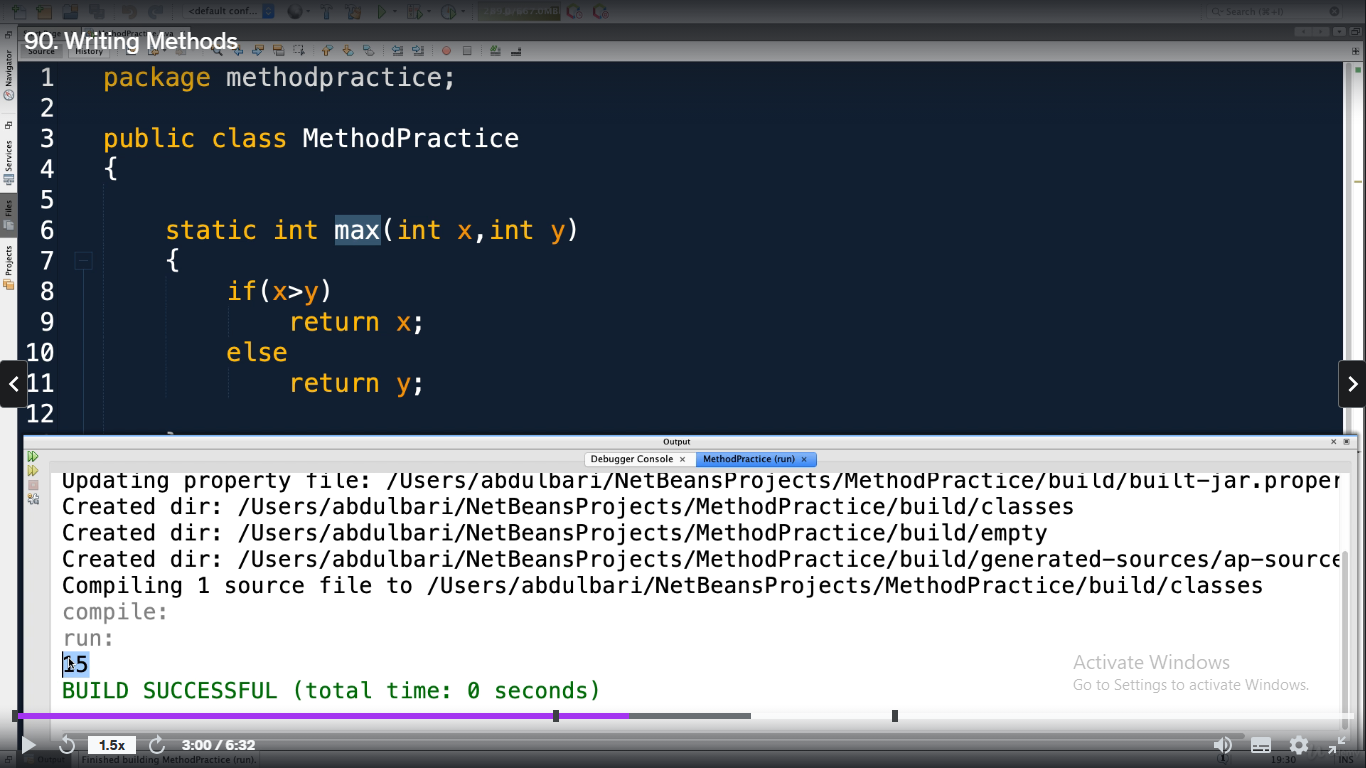 <default conf...
Search (⌘+I)
90. Writing Methods
Source
History
Navigator
Services
Files
Projects
1 package methodpractice;
2
3 public class MethodPractice
4 {
5
6 static int max(int x,int y)
7 {
8 if(x>y)
9 return x;
10 else
11 return y;
12
Output
Debugger Console ×
MethodPractice (run) ×
Updating property file: /Users/abdulbari/NetBeansProjects/MethodPractice/build/built-jar.proper
Created dir: /Users/abdulbari/NetBeansProjects/MethodPractice/build/classes
Created dir: /Users/abdulbari/NetBeansProjects/MethodPractice/build/empty
Created dir: /Users/abdulbari/NetBeansProjects/MethodPractice/build/generated-sources/ap-source
Compiling 1 source file to /Users/abdulbari/NetBeansProjects/MethodPractice/build/classes
compile:
run:
15
BUILD SUCCESSFUL (total time: 0 seconds)
Activate Windows
Go to Settings to activate Windows.
1.5x
3:00 / 6:32
Output
Finished building MethodPractice (run).
19:30
INS